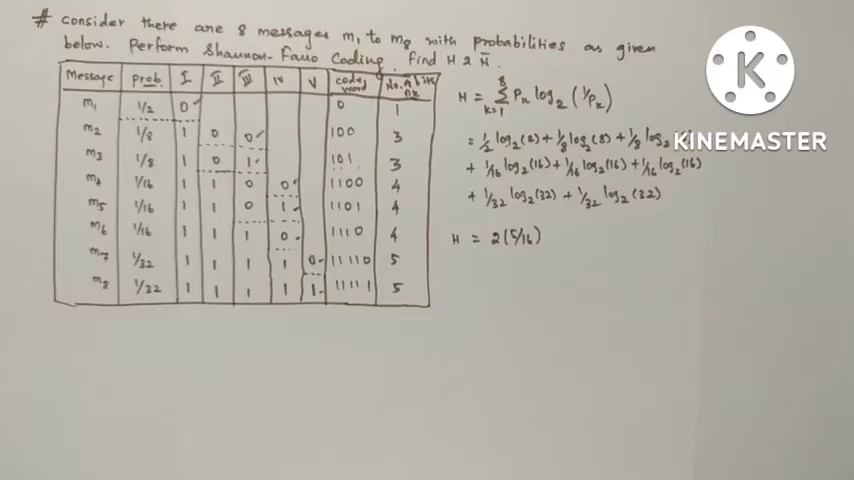 # Consider there are 8 messages m₁ to m₈ with probabilities as given
below. Perform Shannon-Fano Coding. Find H & N̄.
Message prob. I II III IV V code word No. of bits nk
m₁ 1/2 0 0 1
m₂ 1/8 1 0 0 100 3
m₃ 1/8 1 0 1 101 3
m₄ 1/16 1 1 0 0 1100 4
m₅ 1/16 1 1 0 1 1101 4
m₆ 1/16 1 1 1 0 1110 4
m₇ 1/32 1 1 1 1 0 11110 5
m₈ 1/32 1 1 1 1 1 11111 5
H = 8 Σ k=1 Pk log₂ (1/Pk)
= 1/2 log₂(2) + 1/8 log₂(8) + 1/8 log₂
+ 1/16 log₂(16) + 1/16 log₂(16) + 1/16 log₂(16)
+ 1/32 log₂(32) + 1/32 log₂(32)
H = 2(5/16)
K
KINEMASTER